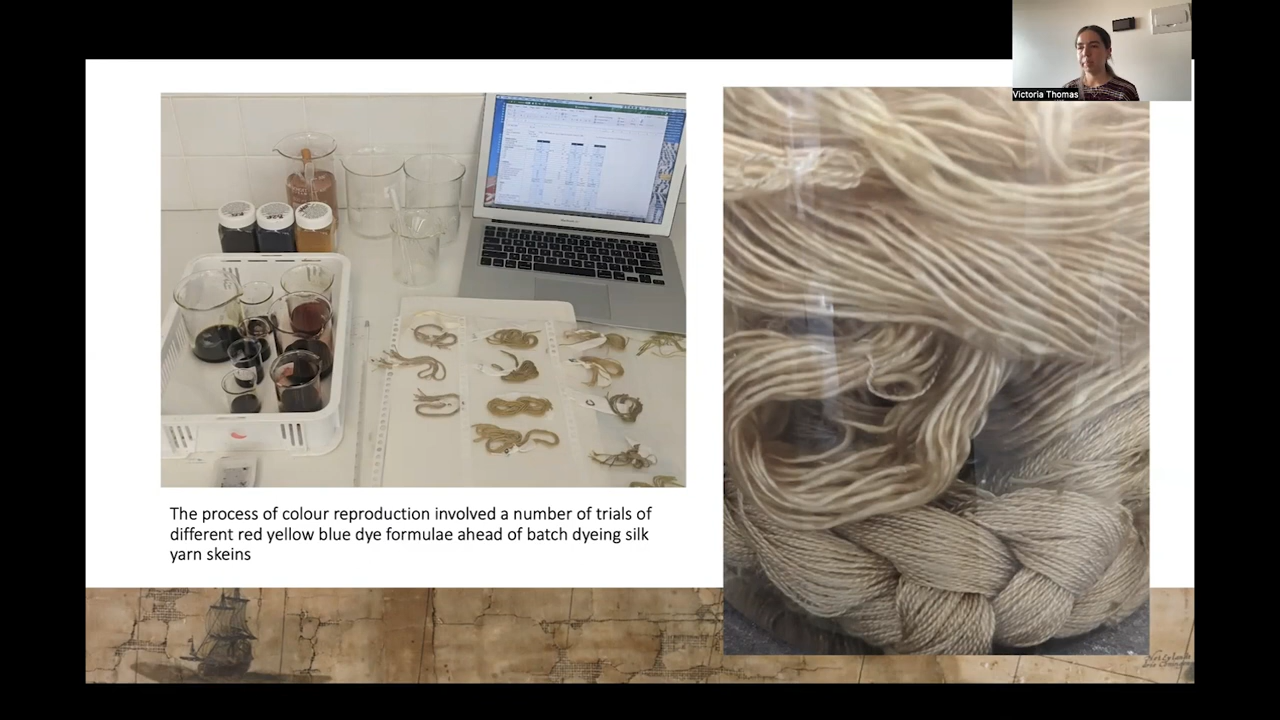 Victoria Thomas
The process of colour reproduction involved a number of trials of
different red yellow blue dye formulae ahead of batch dyeing silk
yarn skeins